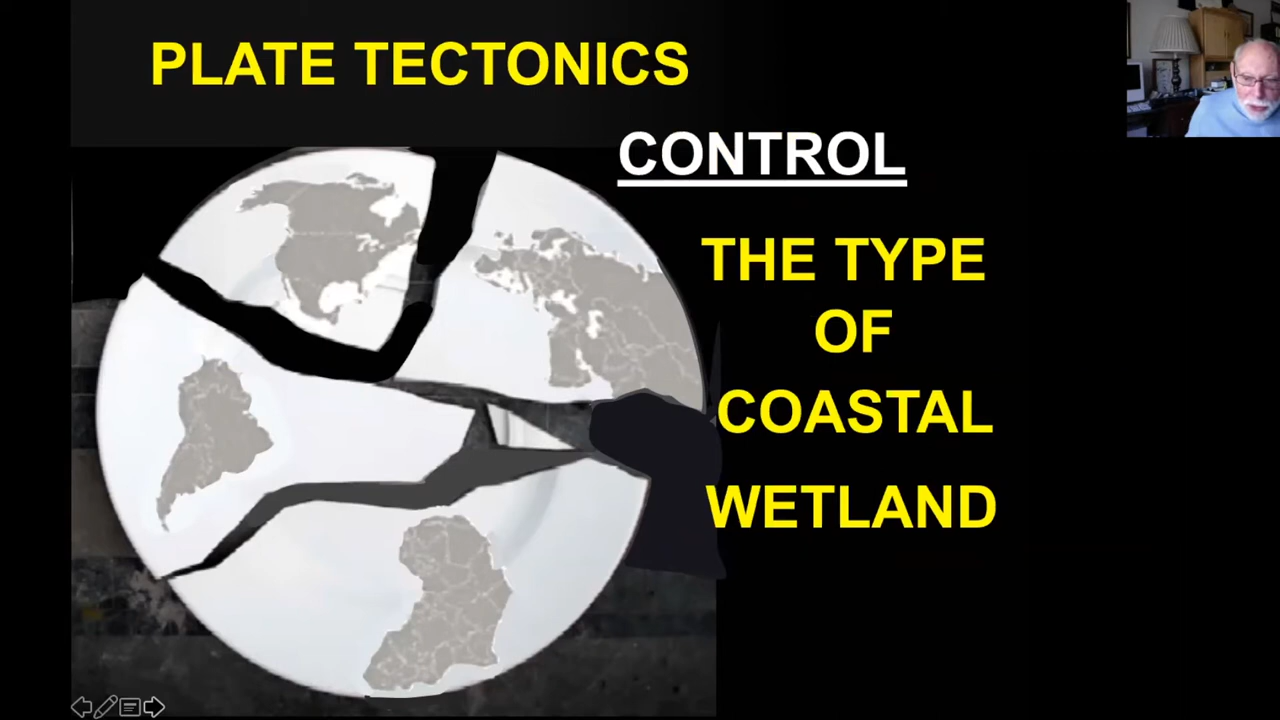 PLATE TECTONICS
CONTROL
THE TYPE
OF
COASTAL
WETLAND